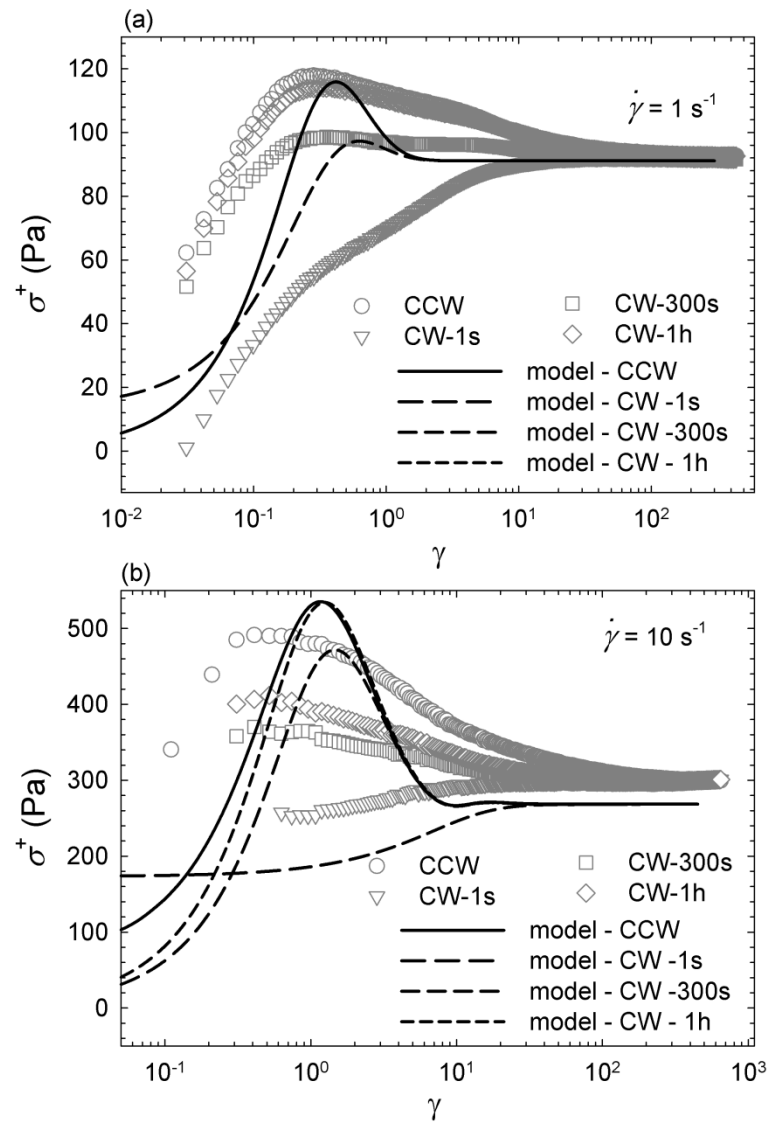 (a)
120
100
80
60
40
20
0
σ⁺ (Pa)
γ̇ = 1 s⁻¹
CCW
CW-300s
CW-1s
CW-1h
model - CCW
model - CW -1s
model - CW -300s
model - CW - 1h
10⁻² 10⁻¹ 10⁰ 10¹ 10²
γ
(b)
500
400
300
200
100
0
σ⁺ (Pa)
γ̇ = 10 s⁻¹
CCW
CW-300s
CW-1s
CW-1h
model - CCW
model - CW -1s
model - CW -300s
model - CW - 1h
10⁻¹ 10⁰ 10¹ 10² 10³
γ